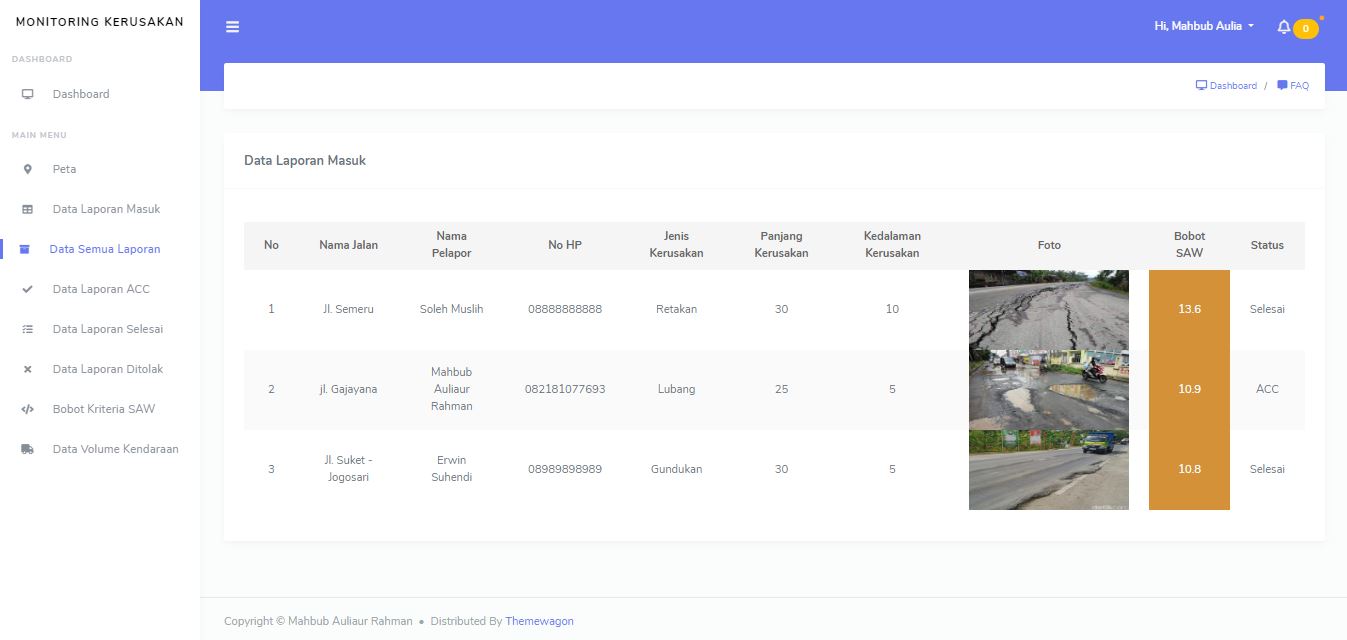 MONITORING KERUSAKAN
DASHBOARD
Dashboard
MAIN MENU
Peta
Data Laporan Masuk
Data Semua Laporan
Data Laporan ACC
Data Laporan Selesai
Data Laporan Ditolak
Bobot Kriteria SAW
Data Volume Kendaraan
Hi, Mahbub Aulia
0
Dashboard / FAQ
Data Laporan Masuk
No Nama Jalan Nama Pelapor No HP Jenis Kerusakan Panjang Kerusakan Kedalaman Kerusakan Foto Bobot SAW Status
1 Jl. Semeru Soleh Muslih 08888888888 Retakan 30 10 13.6 Selesai
2 jl. Gajayana Mahbub Auliaur Rahman 082181077693 Lubang 25 5 10.9 ACC
3 Jl. Suket - Jogosari Erwin Suhendi 08989898989 Gundukan 30 5 10.8 Selesai
Copyright © Mahbub Auliaur Rahman • Distributed By Themewagon